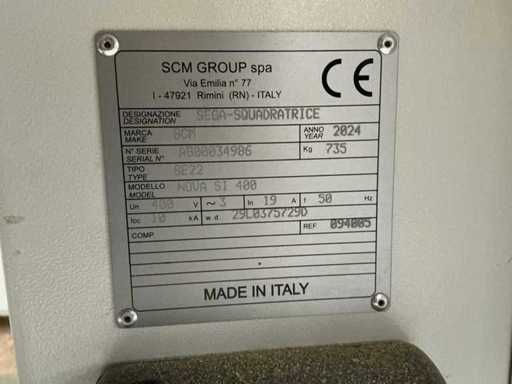 SCM GROUP spa
Via Emilia n° 77
I - 47921 Rimini (RN) - ITALY
CE
DESIGNAZIONE
DESIGNATION SEGA-SQUADRATRICE
MARCA
MAKE SCM ANNO
YEAR 2024
N° SERIE
SERIAL N° AB00034986 Kg 735
TIPO
TYPE SE22
MODELLO
MODEL NOVA SI 400
Un 400 V ~ 3 In 19 A f 50 Hz
Icc 10 kA w.d. 29L0375729D
COMP. REF. 094005
MADE IN ITALY